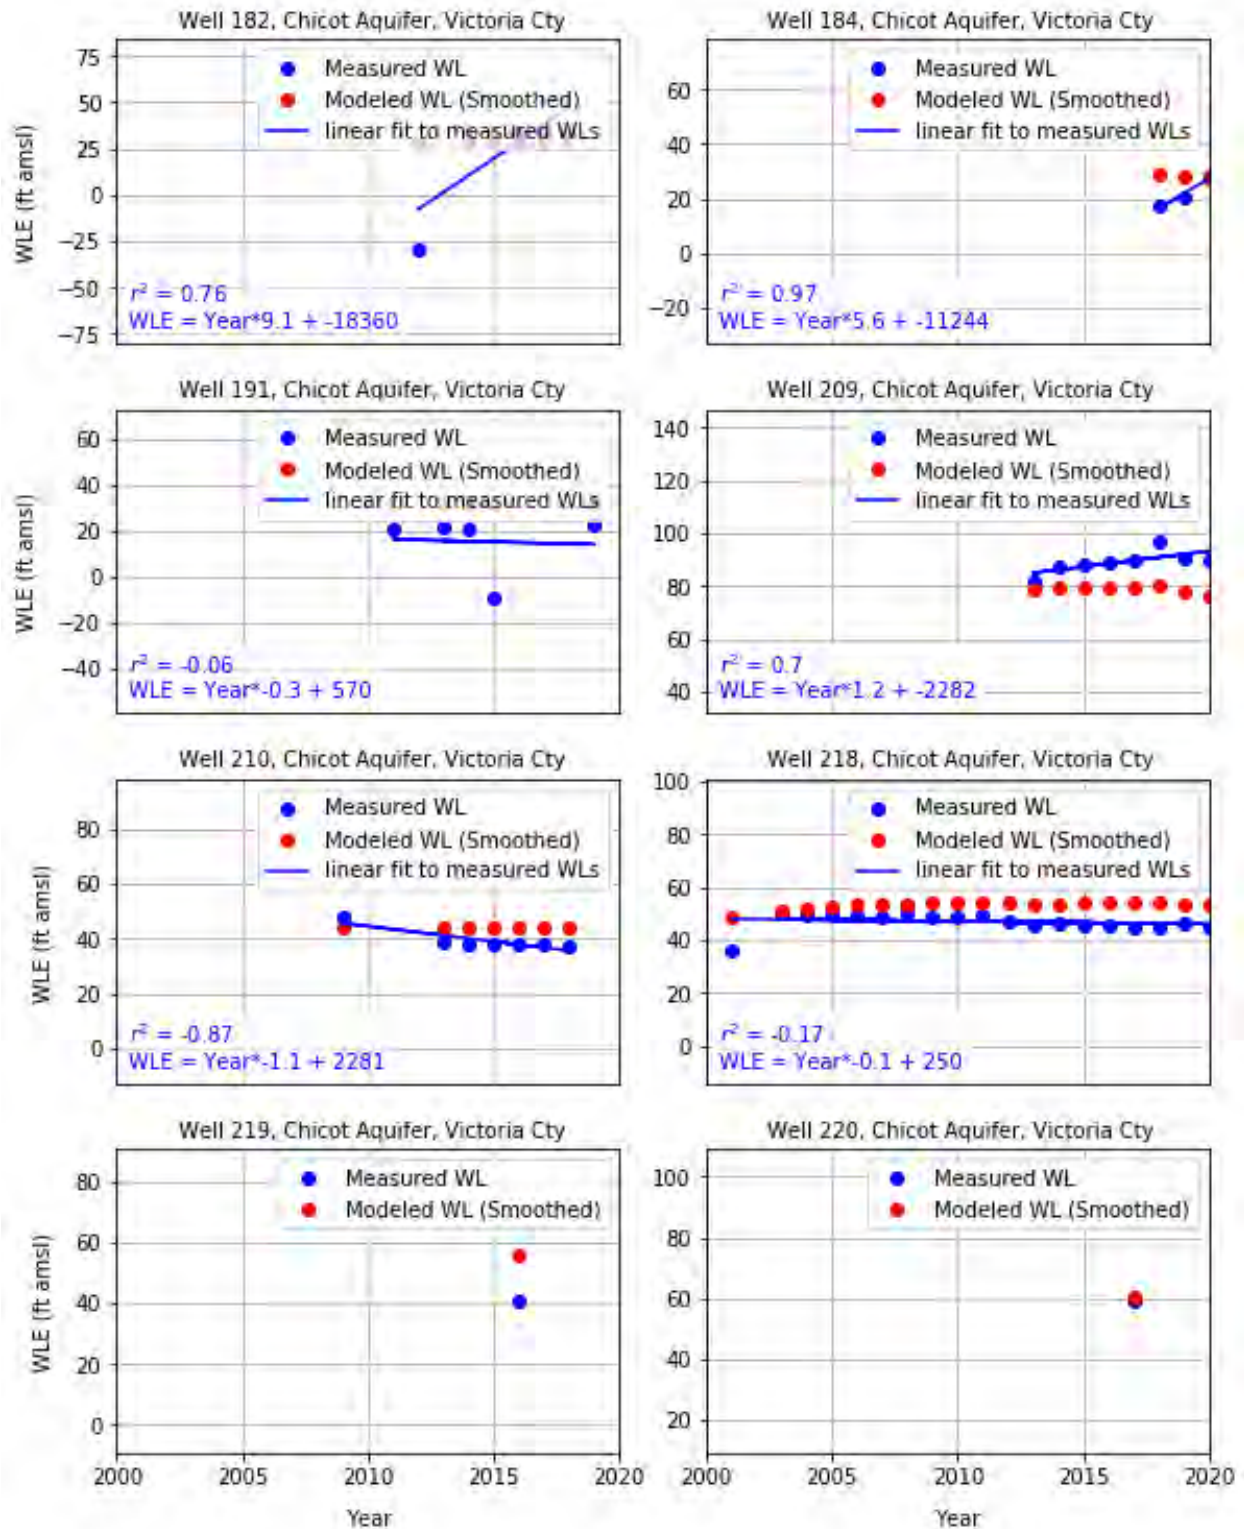 Well 182, Chicot Aquifer, Victoria Cty
WLE (ft amsl)
75
50
25
0
−25
−50
−75
Measured WL
Modeled WL (Smoothed)
linear fit to measured WLs
r² = 0.76
WLE = Year*9.1 + -18360
Well 184, Chicot Aquifer, Victoria Cty
60
40
20
0
−20
Measured WL
Modeled WL (Smoothed)
linear fit to measured WLs
r² = 0.97
WLE = Year*5.6 + -11244
Well 191, Chicot Aquifer, Victoria Cty
WLE (ft amsl)
60
40
20
0
−20
−40
Measured WL
Modeled WL (Smoothed)
linear fit to measured WLs
r² = -0.06
WLE = Year*-0.3 + 570
Well 209, Chicot Aquifer, Victoria Cty
140
120
100
80
60
40
Measured WL
Modeled WL (Smoothed)
linear fit to measured WLs
r² = 0.7
WLE = Year*1.2 + -2282
Well 210, Chicot Aquifer, Victoria Cty
WLE (ft amsl)
80
60
40
20
0
Measured WL
Modeled WL (Smoothed)
linear fit to measured WLs
r² = -0.87
WLE = Year*-1.1 + 2281
Well 218, Chicot Aquifer, Victoria Cty
100
80
60
40
20
0
Measured WL
Modeled WL (Smoothed)
linear fit to measured WLs
r² = -0.17
WLE = Year*-0.1 + 250
Well 219, Chicot Aquifer, Victoria Cty
WLE (ft amsl)
80
60
40
20
0
Measured WL
Modeled WL (Smoothed)
2000 2005 2010 2015 2020
Year
Well 220, Chicot Aquifer, Victoria Cty
100
80
60
40
20
Measured WL
Modeled WL (Smoothed)
2000 2005 2010 2015 2020
Year